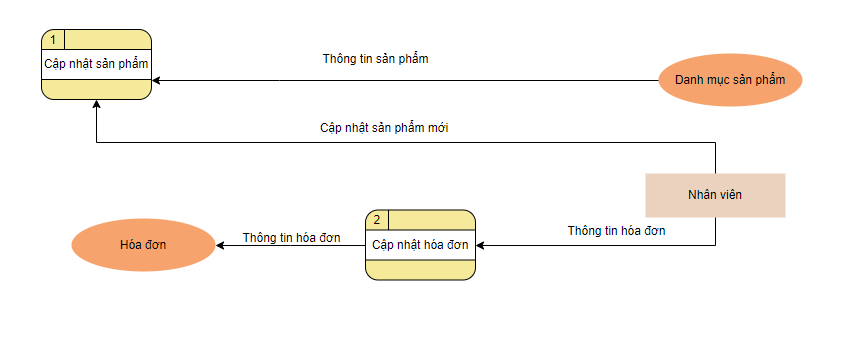 1
Cập nhật sản phẩm
Thông tin sản phẩm
Danh mục sản phẩm
Cập nhật sản phẩm mới
Nhân viên
2
Cập nhật hóa đơn
Thông tin hóa đơn
Thông tin hóa đơn
Hóa đơn